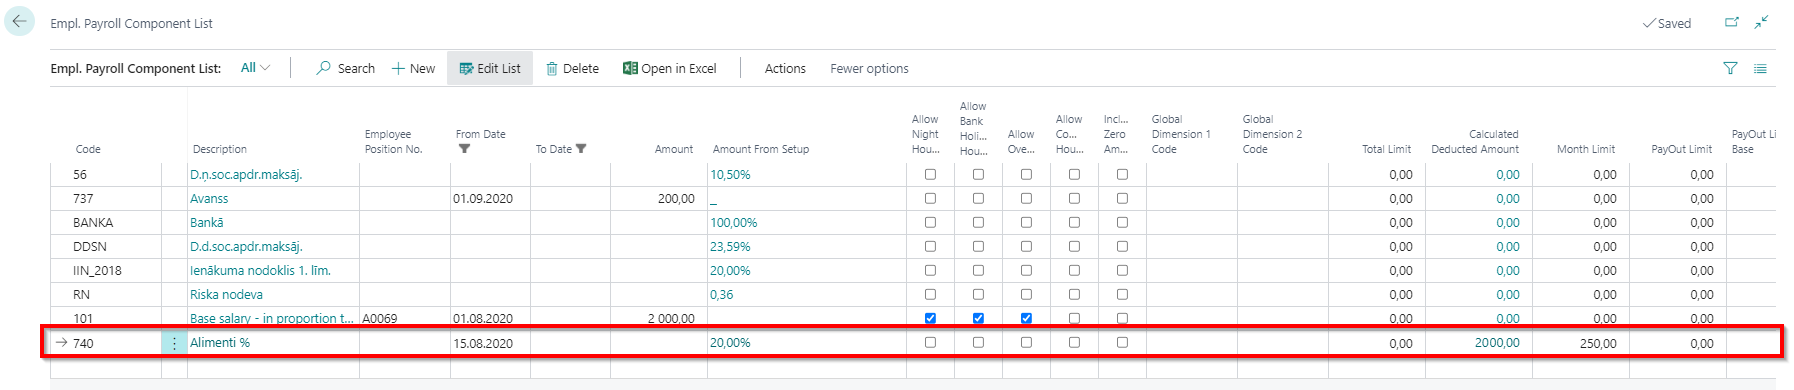 Empl. Payroll Component List
Saved
Empl. Payroll Component List: All Search New Edit List Delete Open in Excel Actions Fewer options
Code Description Employee Position No. From Date To Date Amount Amount From Setup Allow Night Hou... Allow Bank Holi... Hou... Allow Ove... Allow Co... Hou... Incl... Zero Am... Global Dimension 1 Code Global Dimension 2 Code Total Limit Calculated Deducted Amount Month Limit PayOut Limit PayOut Li Base
56 D.ņ.soc.apdr.maksāj. 10,50% 0,00 0,00 0,00 0,00
737 Avanss 01.09.2020 200,00 _ 0,00 0,00 0,00 0,00
BANKA Bankā 100,00% 0,00 0,00 0,00 0,00
DDSN D.d.soc.apdr.maksāj. 23,59% 0,00 0,00 0,00 0,00
IIN_2018 Ienākuma nodoklis 1. līm. 20,00% 0,00 0,00 0,00 0,00
RN Riska nodeva 0,36 0,00 0,00 0,00 0,00
101 Base salary - in proportion t... A0069 01.08.2020 2 000,00 0,00 0,00 0,00 0,00
740 Alimenti % 15.08.2020 20,00% 0,00 2000,00 250,00 0,00